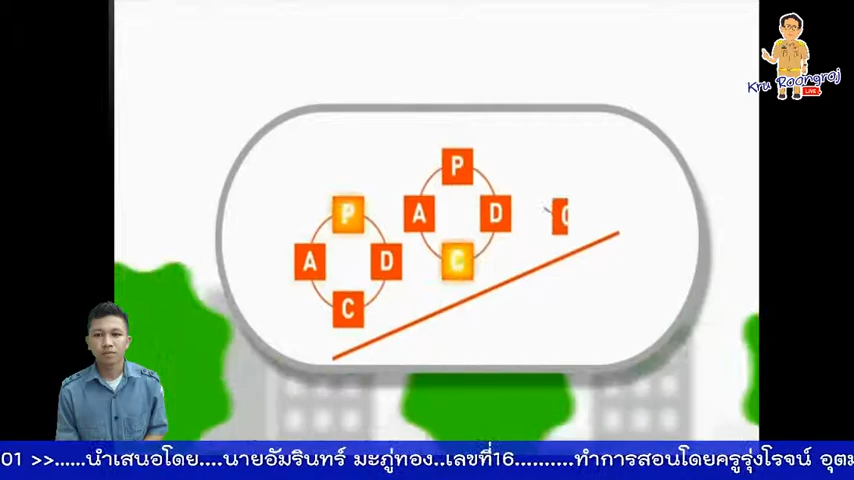 Kru Roongroj
LIVE
P
P
A
D
A
D
C
C
01 >>......นำเสนอโดย....นายอัมรินทร์ มะภู่ทอง..เลขที่16..........ทำการสอนโดยครูรุ่งโรจน์ อุตม